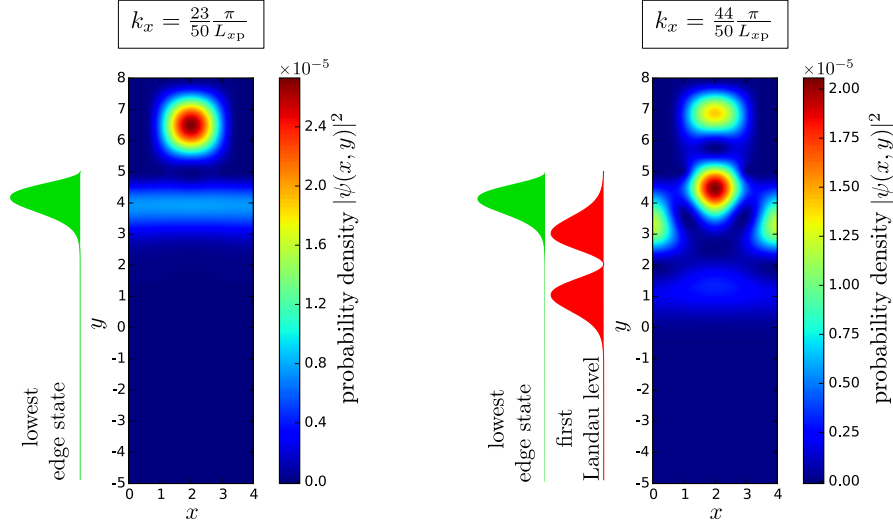 k_x = 23/50 π/L_xp
×10⁻⁵
8
7
6
5
4
3
2
1
0
-1
-2
-3
-4
-5
0 1 2 3 4
x
y
lowest
edge state
2.4
2.0
1.6
1.2
0.8
0.4
0.0
probability density |ψ(x, y)|²
k_x = 44/50 π/L_xp
×10⁻⁵
8
7
6
5
4
3
2
1
0
-1
-2
-3
-4
-5
0 1 2 3 4
x
y
lowest
edge state
first
Landau level
2.00
1.75
1.50
1.25
1.00
0.75
0.50
0.25
0.00
probability density |ψ(x, y)|²